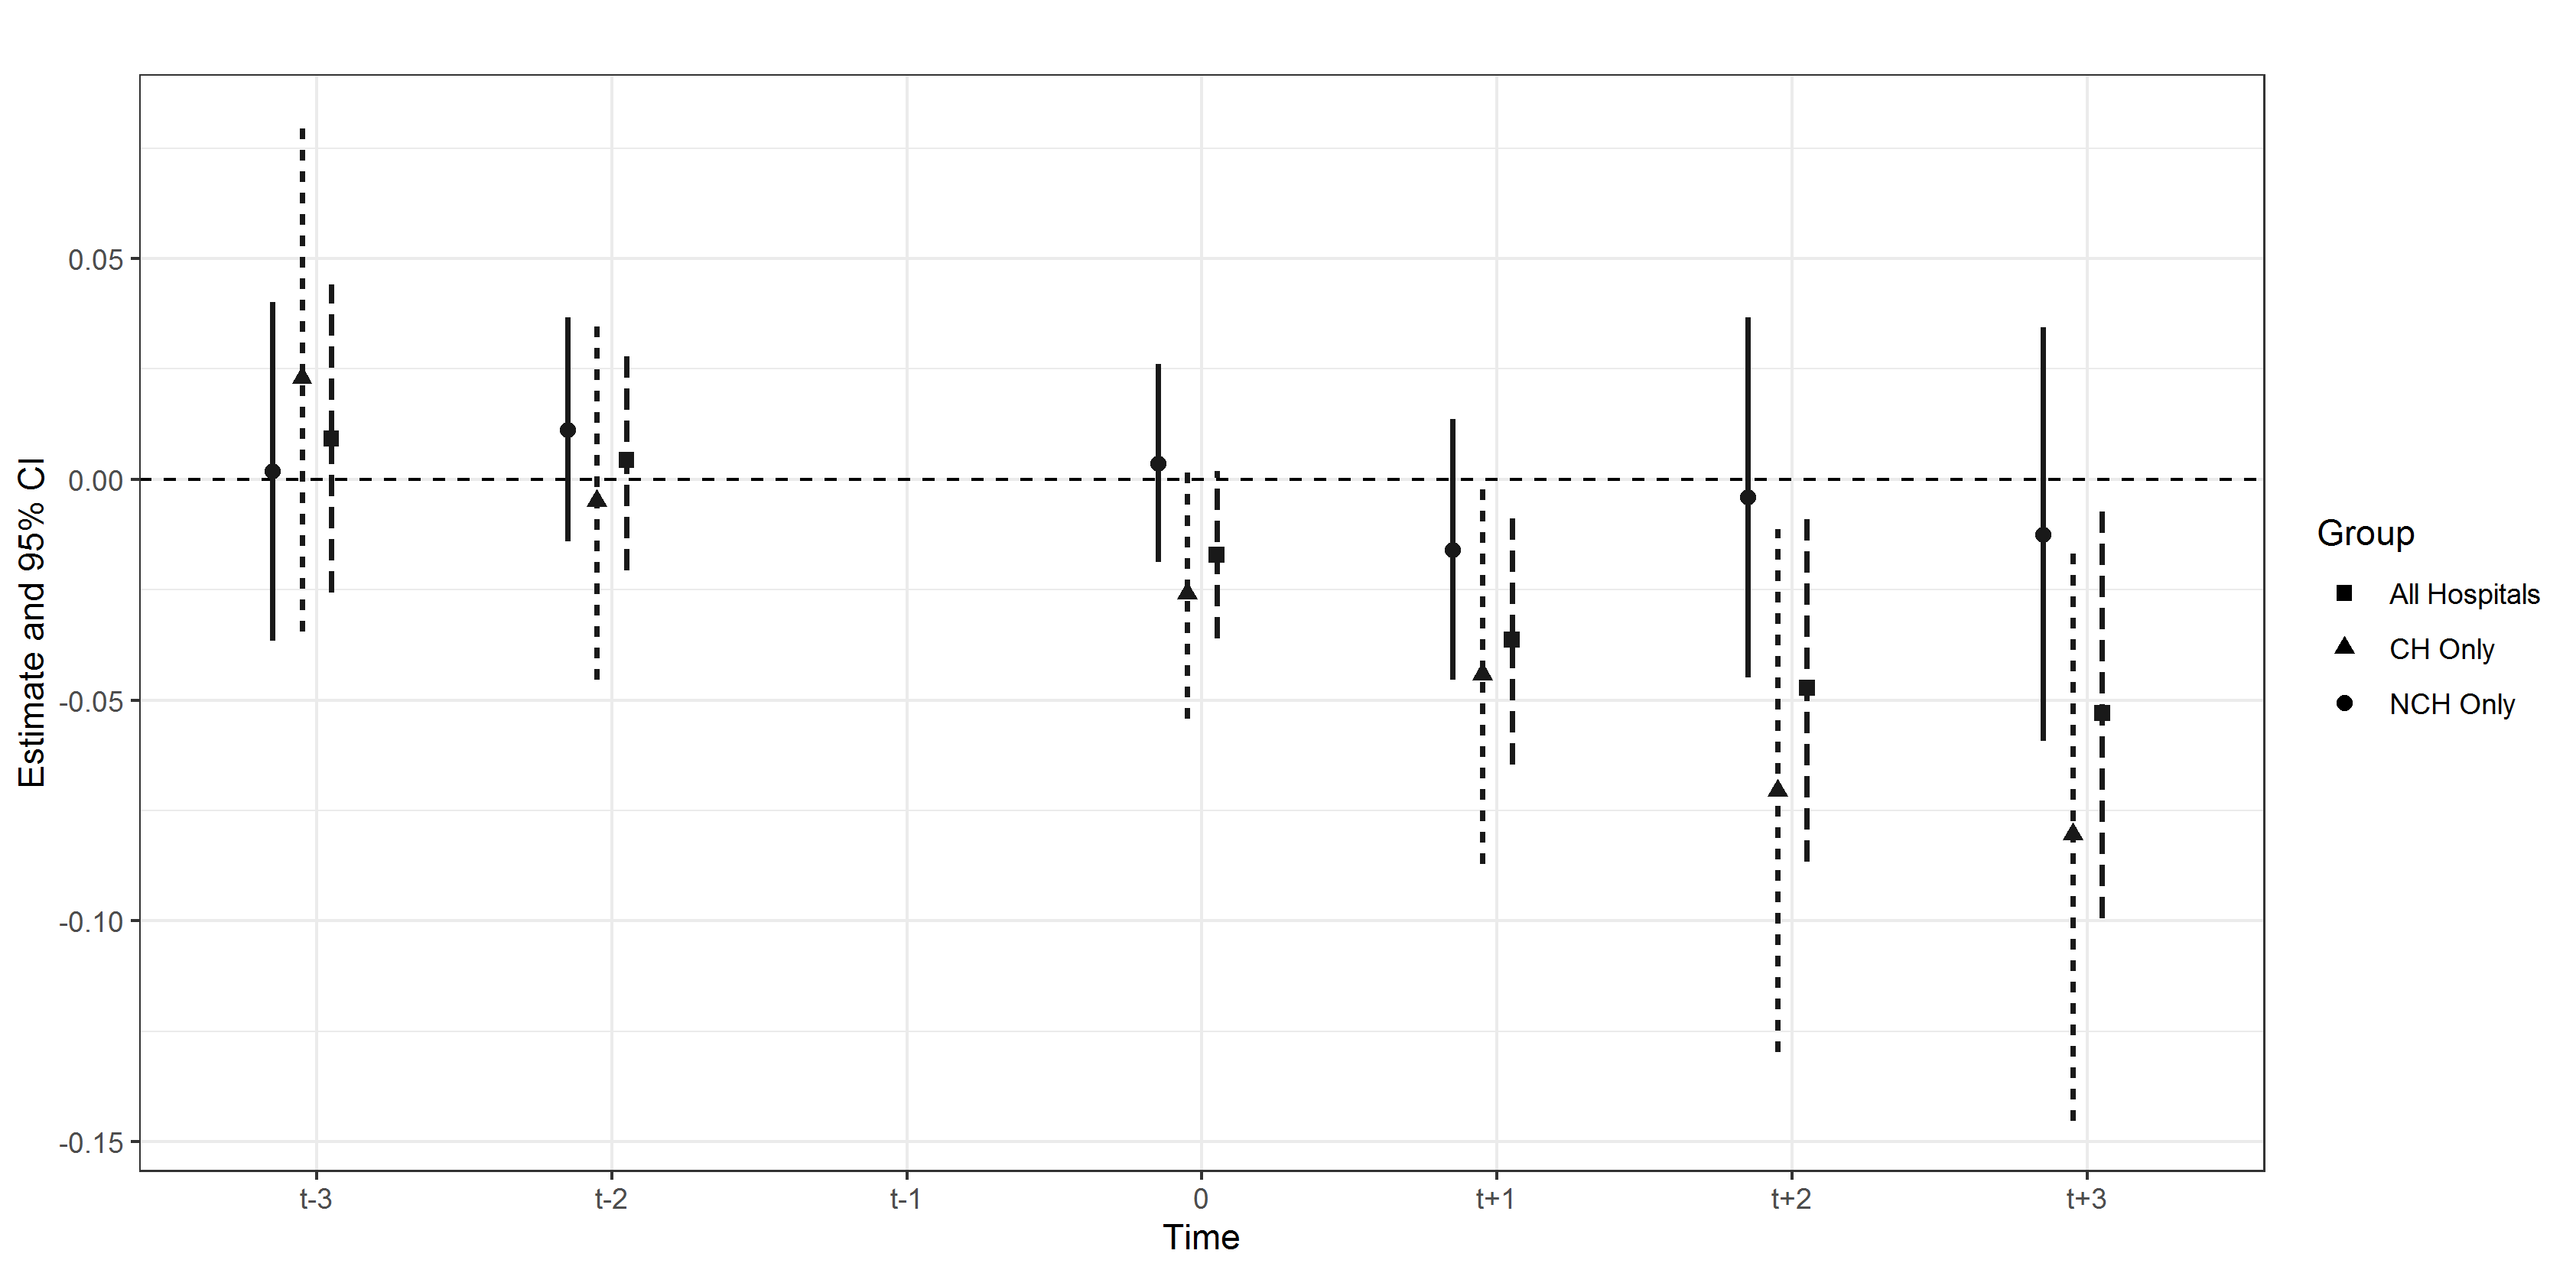 Estimate and 95% CI
0.05
0.00
-0.05
-0.10
-0.15
t-3
t-2
t-1
0
t+1
t+2
t+3
Time
Group
All Hospitals
CH Only
NCH Only